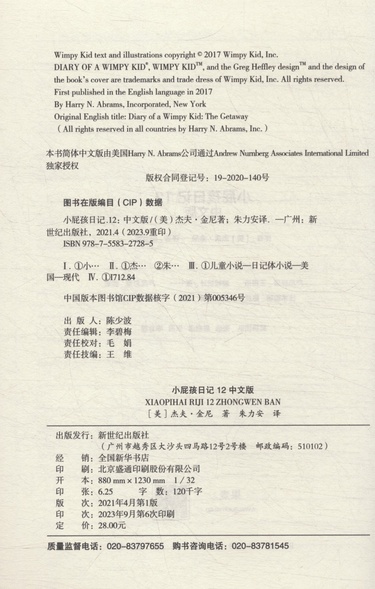 Wimpy Kid text and illustrations copyright © 2017 Wimpy Kid, Inc.
DIARY OF A WIMPY KID®, WIMPY KID™, and the Greg Heffley design™ and the design of
the book's cover are trademarks and trade dress of Wimpy Kid, Inc. All rights reserved.
First published in the English language in 2017
By Harry N. Abrams, Incorporated, New York
Original English title: Diary of a Wimpy Kid: The Getaway
( All rights reserved in all countries by Harry N. Abrams, Inc. )
本书简体中文版由美国Harry N. Abrams公司通过Andrew Nurnberg Associates International Limited
独家授权
版权合同登记号：19-2020-140号
图书在版编目（CIP）数据
小屁孩日记.12：中文版/（美）杰夫·金尼著；朱力安译. —广州：新
世纪出版社，2021.4（2023.9重印）
ISBN 978-7-5583-2728-5
Ⅰ. ①小… Ⅱ. ①杰… ②朱… Ⅲ. ①儿童小说—日记体小说—美
国—现代 Ⅳ. ①I712.84
中国版本图书馆CIP数据核字（2021）第005346号
出 版 人：陈少波
责任编辑：李碧梅
责任校对：毛 娟
责任技编：王 维
小屁孩日记 12 中文版
XIAOPIHAI RIJI 12 ZHONGWEN BAN
［美］杰夫·金尼 著 朱力安 译
出版发行：新世纪出版社
（广州市越秀区大沙头四马路12号2号楼 邮政编码：510102）
经 销：全国新华书店
印 刷：北京盛通印刷股份有限公司
开 本：880 mm×1230 mm 1／32
印 张：6.25 字 数：120千字
版 次：2021年4月第1版
印 次：2023年9月第6次印刷
定 价：28.00元
质量监督电话：020-83797655 购书咨询电话：020-83781545